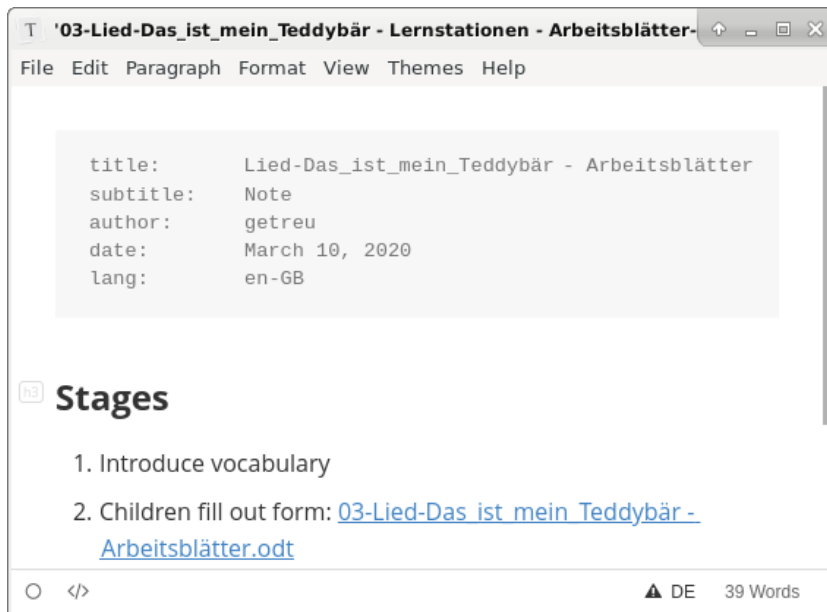 T '03-Lied-Das_ist_mein_Teddybär - Lernstationen - Arbeitsblätter-
File Edit Paragraph Format View Themes Help
title: Lied-Das_ist_mein_Teddybär - Arbeitsblätter
subtitle: Note
author: getreu
date: March 10, 2020
lang: en-GB
h3 Stages
1. Introduce vocabulary
2. Children fill out form: 03-Lied-Das_ist_mein_Teddybär -
Arbeitsblätter.odt
</> DE 39 Words